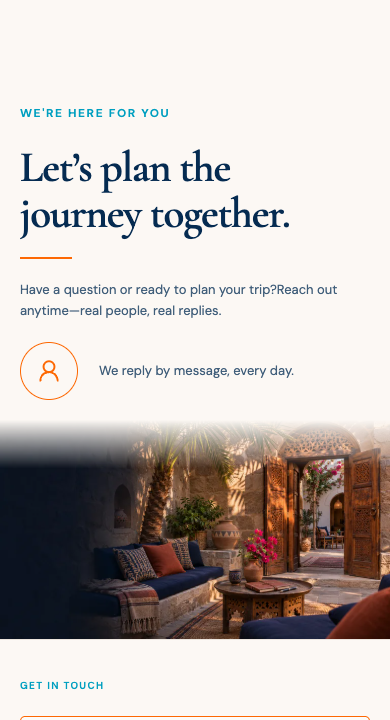 WE'RE HERE FOR YOU
Let’s plan the
journey together.
Have a question or ready to plan your trip?Reach out
anytime—real people, real replies.
We reply by message, every day.
GET IN TOUCH